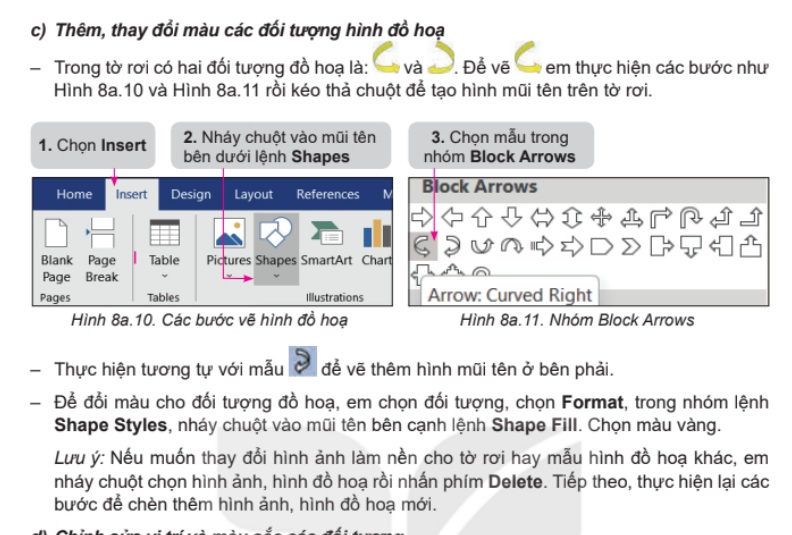 c) Thêm, thay đổi màu các đối tượng hình đồ hoạ
– Trong tờ rơi có hai đối tượng đồ hoạ là: và . Để vẽ em thực hiện các bước như
Hình 8a.10 và Hình 8a.11 rồi kéo thả chuột để tạo hình mũi tên trên tờ rơi.
1. Chọn Insert
2. Nháy chuột vào mũi tên
bên dưới lệnh Shapes
3. Chọn mẫu trong
nhóm Block Arrows
Home Insert Design Layout References M
Blank Page Table Pictures Shapes SmartArt Chart
Page Break
Pages Tables Illustrations
Block Arrows
Arrow: Curved Right
Hình 8a.10. Các bước vẽ hình đồ hoạ
Hình 8a.11. Nhóm Block Arrows
– Thực hiện tương tự với mẫu để vẽ thêm hình mũi tên ở bên phải.
– Để đổi màu cho đối tượng đồ hoạ, em chọn đối tượng, chọn Format, trong nhóm lệnh
Shape Styles, nháy chuột vào mũi tên bên cạnh lệnh Shape Fill. Chọn màu vàng.
Lưu ý: Nếu muốn thay đổi hình ảnh làm nền cho tờ rơi hay mẫu hình đồ hoạ khác, em
nháy chuột chọn hình ảnh, hình đồ hoạ rồi nhấn phím Delete. Tiếp theo, thực hiện lại các
bước để chèn thêm hình ảnh, hình đồ hoạ mới.